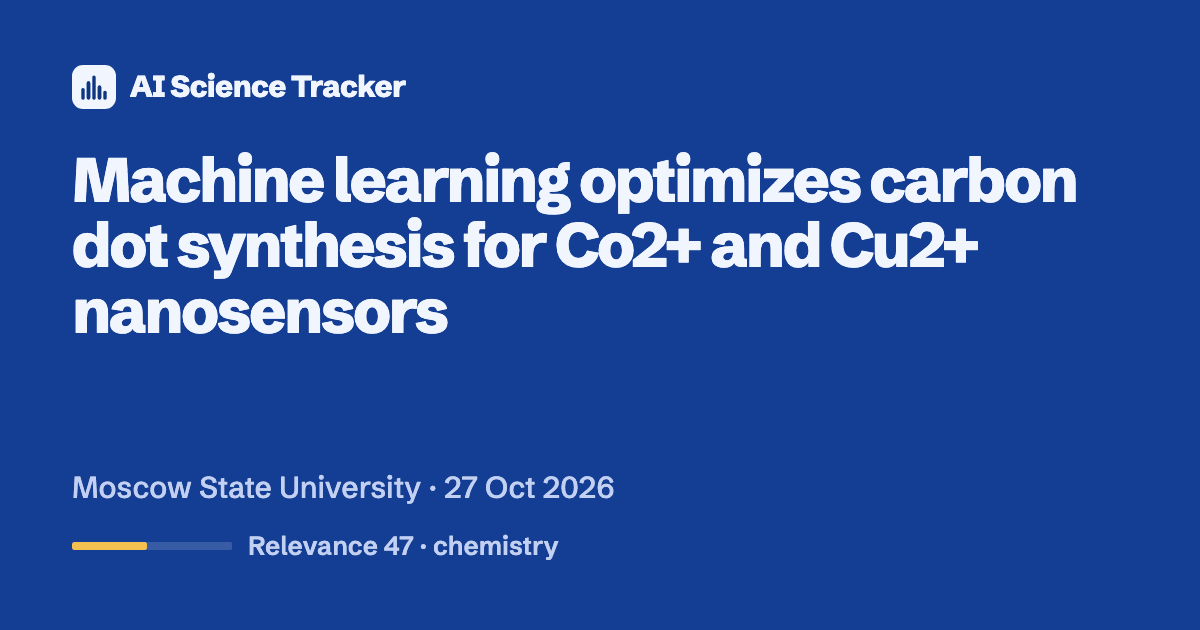 AI Science Tracker
Machine learning optimizes carbon
dot synthesis for Co2+ and Cu2+
nanosensors
Moscow State University · 27 Oct 2026
Relevance 47 · chemistry